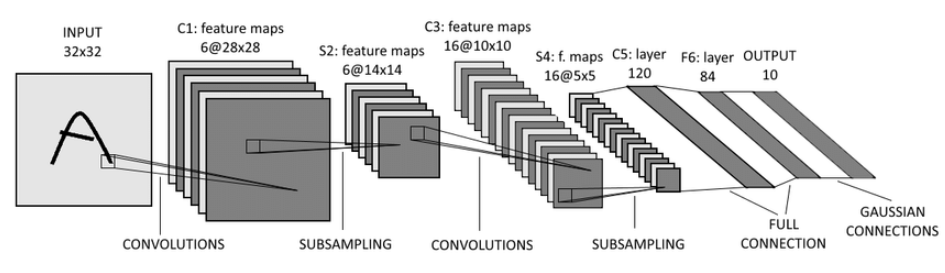 INPUT
32x32
C1: feature maps
6@28x28
S2: feature maps
6@14x14
C3: feature maps
16@10x10
S4: f. maps
16@5x5
C5: layer
120
F6: layer
84
OUTPUT
10
A
CONVOLUTIONS
SUBSAMPLING
CONVOLUTIONS
SUBSAMPLING
FULL
CONNECTION
GAUSSIAN
CONNECTIONS